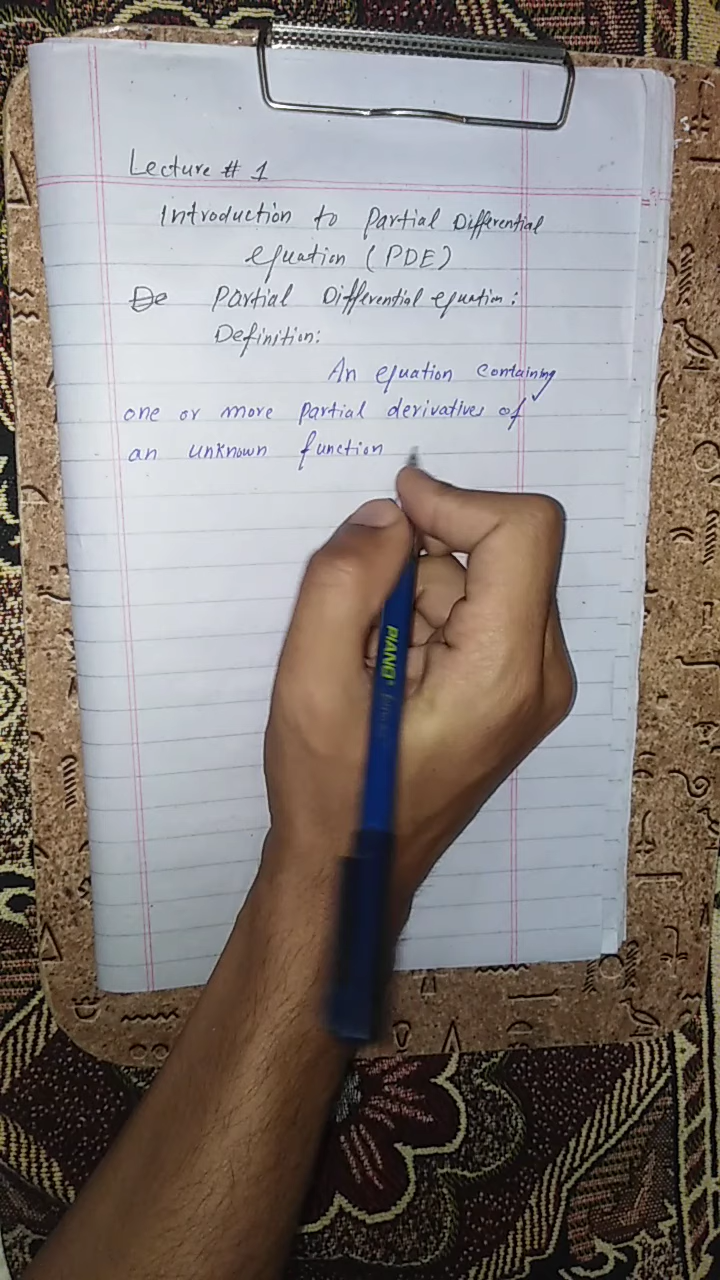 Lecture # 1
Introduction to Partial Differential
equation (PDE)
De Partial Differential equation:
Definition:
An equation containing
one or more partial derivatives of
an unknown function
PIANO